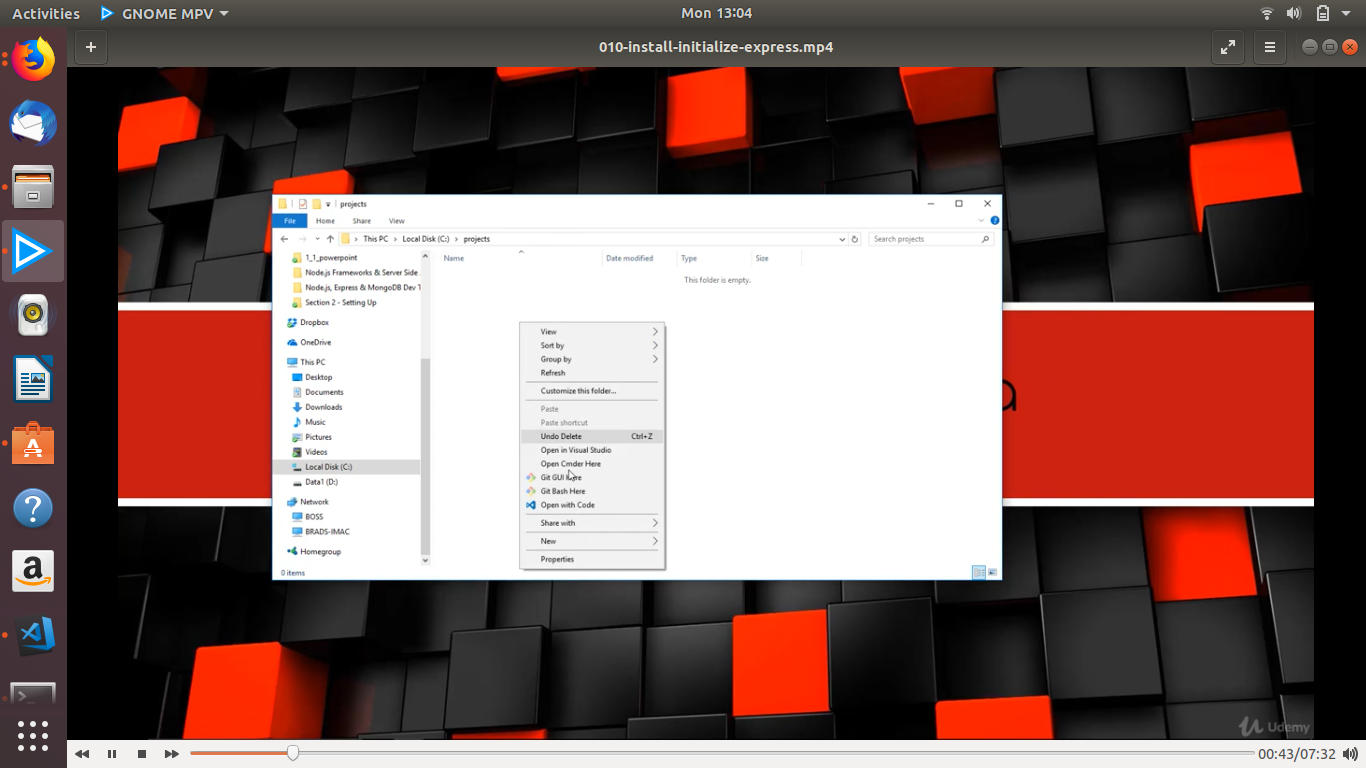 Activities GNOME MPV Mon 13:04
010-install-initialize-express.mp4
projects
File Home Share View
This PC Local Disk (C:) projects Search projects
Name Date modified Type Size
This folder is empty.
1_1_powerpoint
Node.js Frameworks & Server Side
Node.js, Express & MongoDB Dev T
Section 2 - Setting Up
Dropbox
OneDrive
This PC
Desktop
Documents
Downloads
Music
Pictures
Videos
Local Disk (C:)
Data1 (D:)
Network
BOSS
BRADS-IMAC
Homegroup
0 items
View
Sort by
Group by
Refresh
Customize this folder...
Paste
Paste shortcut
Undo Delete Ctrl+Z
Open in Visual Studio
Open Cmder Here
Git GUI Here
Git Bash Here
Open with Code
Share with
New
Properties
a
Udemy
00:43/07:32